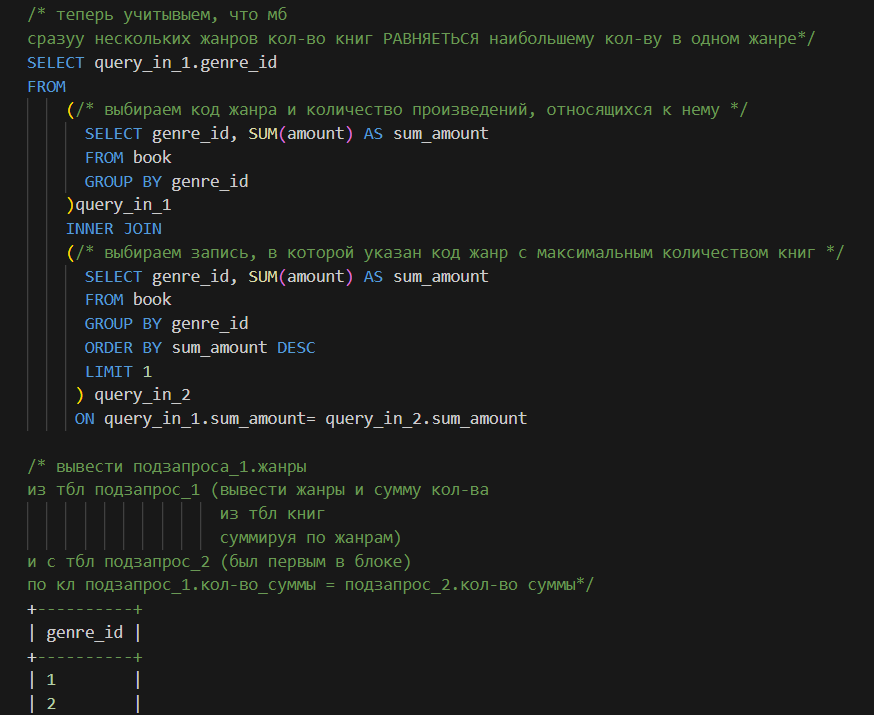 /* теперь учитывыем, что мб
сразуу нескольких жанров кол-во книг РАВНЯЕТЬСЯ наибольшему кол-ву в одном жанре*/
SELECT query_in_1.genre_id
FROM
(/* выбираем код жанра и количество произведений, относящихся к нему */
SELECT genre_id, SUM(amount) AS sum_amount
FROM book
GROUP BY genre_id
)query_in_1
INNER JOIN
(/* выбираем запись, в которой указан код жанр с максимальным количеством книг */
SELECT genre_id, SUM(amount) AS sum_amount
FROM book
GROUP BY genre_id
ORDER BY sum_amount DESC
LIMIT 1
) query_in_2
ON query_in_1.sum_amount= query_in_2.sum_amount
/* вывести подзапроса_1.жанры
из тбл подзапрос_1 (вывести жанры и сумму кол-ва
из тбл книг
суммируя по жанрам)
и с тбл подзапрос_2 (был первым в блоке)
по кл подзапрос_1.кол-во_суммы = подзапрос_2.кол-во суммы*/
+----------+
| genre_id |
+----------+
| 1        |
| 2        |